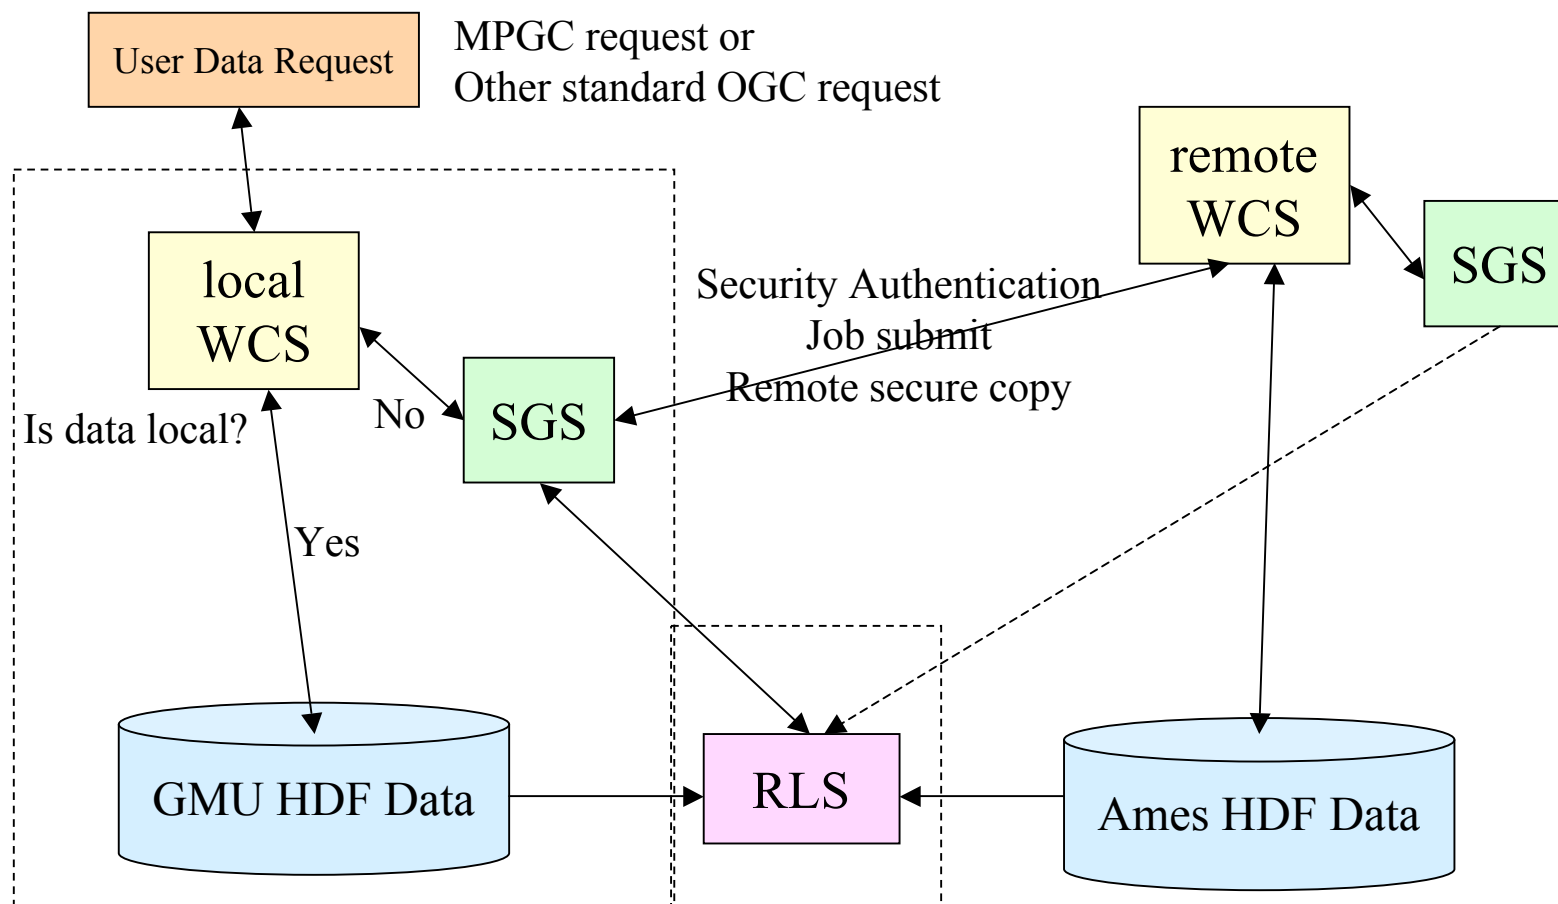 User Data Request
MPGC request or
Other standard OGC request
remote
WCS
SGS
local
WCS
Security Authentication
Job submit
Remote secure copy
Is data local?
No
SGS
Yes
GMU HDF Data
RLS
Ames HDF Data